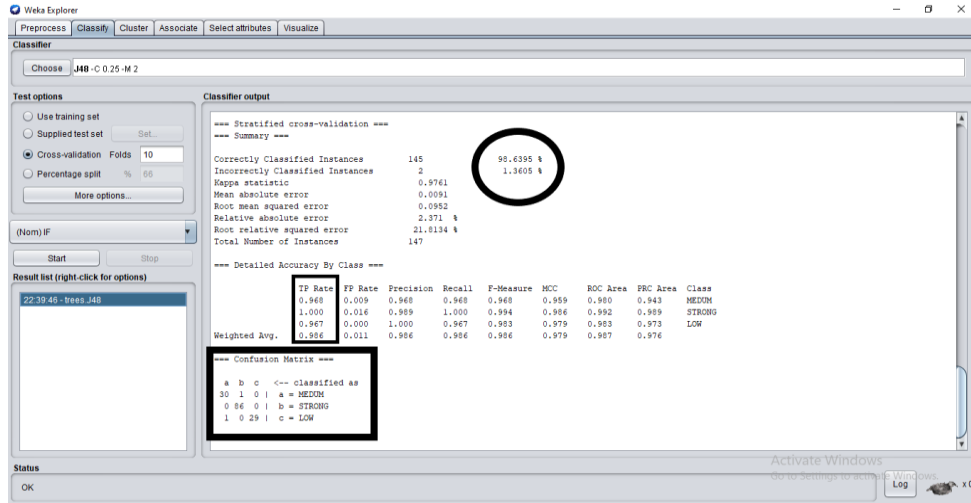 Weka Explorer
Preprocess Classify Cluster Associate Select attributes Visualize
Classifier
Choose J48 -C 0.25 -M 2
Test options
Use training set
Supplied test set Set...
Cross-validation Folds 10
Percentage split % 66
More options...
(Nom) IF
Start Stop
Result list (right-click for options)
22:39:46 - trees.J48
Classifier output
=== Stratified cross-validation ===
=== Summary ===
Correctly Classified Instances 145 98.6395 %
Incorrectly Classified Instances 2 1.3605 %
Kappa statistic 0.9761
Mean absolute error 0.0091
Root mean squared error 0.0952
Relative absolute error 2.371 %
Root relative squared error 21.8134 %
Total Number of Instances 147
=== Detailed Accuracy By Class ===
TP Rate FP Rate Precision Recall F-Measure MCC ROC Area PRC Area Class
0.968 0.009 0.968 0.968 0.968 0.959 0.980 0.943 MEDUM
1.000 0.016 0.989 1.000 0.994 0.986 0.992 0.989 STRONG
0.967 0.000 1.000 0.967 0.983 0.979 0.983 0.973 LOW
Weighted Avg. 0.986 0.011 0.986 0.986 0.986 0.979 0.987 0.976
=== Confusion Matrix ===
a b c <-- classified as
30 1 0 | a = MEDUM
0 86 0 | b = STRONG
1 0 29 | c = LOW
Activate Windows
Go to Settings to activate Windows.
Status
OK
Log
x 0